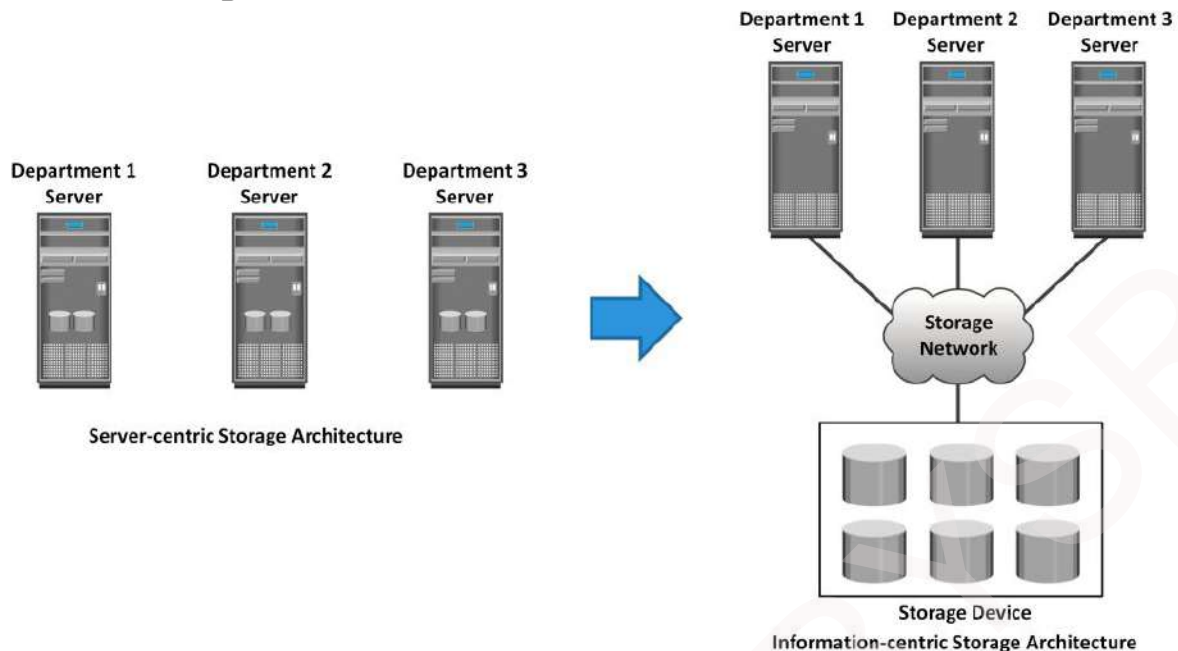 Department 1
Server
Department 2
Server
Department 3
Server
Server-centric Storage Architecture
Department 1
Server
Department 2
Server
Department 3
Server
Storage
Network
Storage Device
Information-centric Storage Architecture